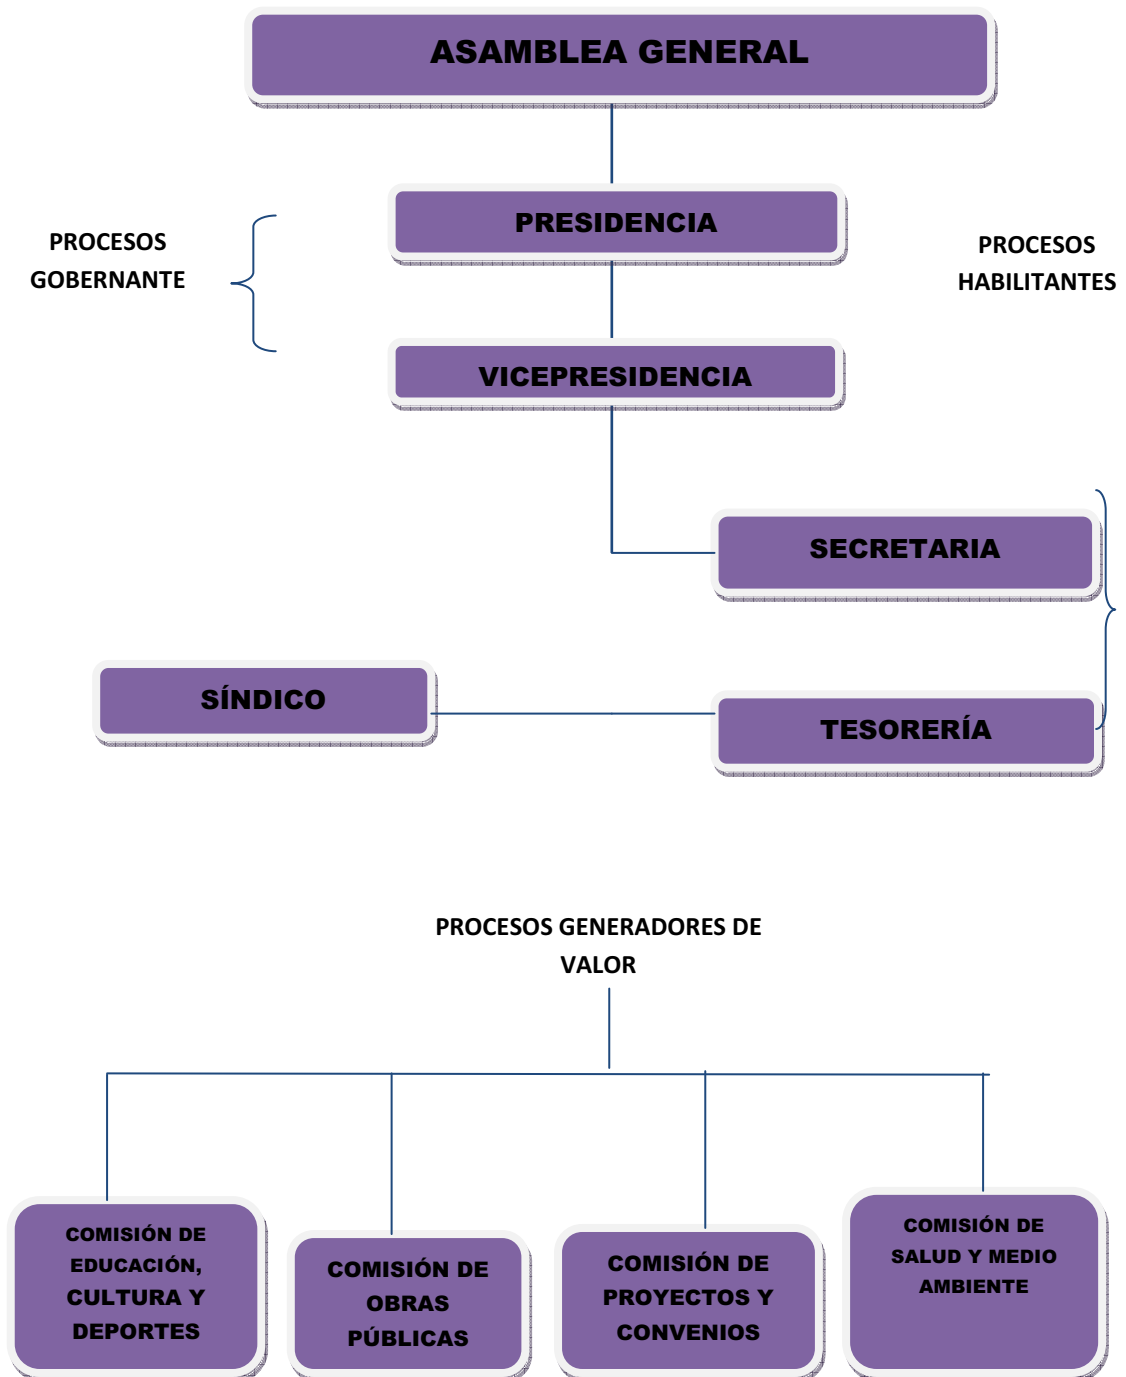 ASAMBLEA GENERAL
PRESIDENCIA
PROCESOS
GOBERNANTE
PROCESOS
HABILITANTES
VICEPRESIDENCIA
SECRETARIA
SÍNDICO
TESORERÍA
PROCESOS GENERADORES DE
VALOR
COMISIÓN DE
EDUCACIÓN,
CULTURA Y
DEPORTES
COMISIÓN DE
OBRAS
PÚBLICAS
COMISIÓN DE
PROYECTOS Y
CONVENIOS
COMISIÓN DE
SALUD Y MEDIO
AMBIENTE